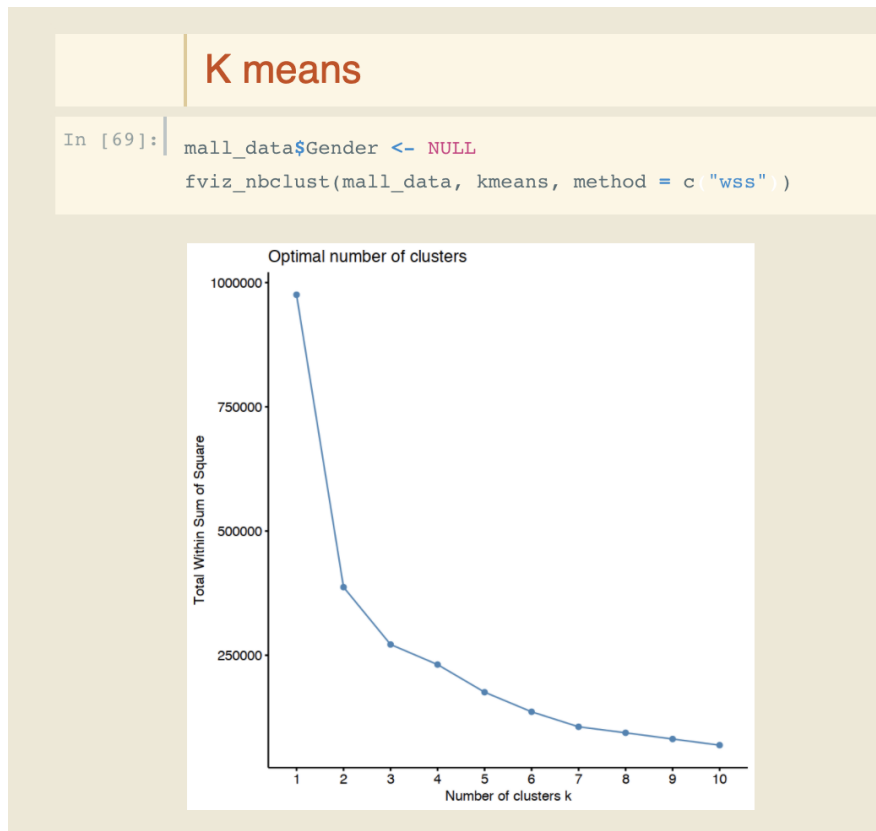 K means
In [69]:
mall_data$Gender <- NULL
fviz_nbclust(mall_data, kmeans, method = c("wss"))
Optimal number of clusters
1000000
750000
500000
250000
Total Within Sum of Square
1 2 3 4 5 6 7 8 9 10
Number of clusters k